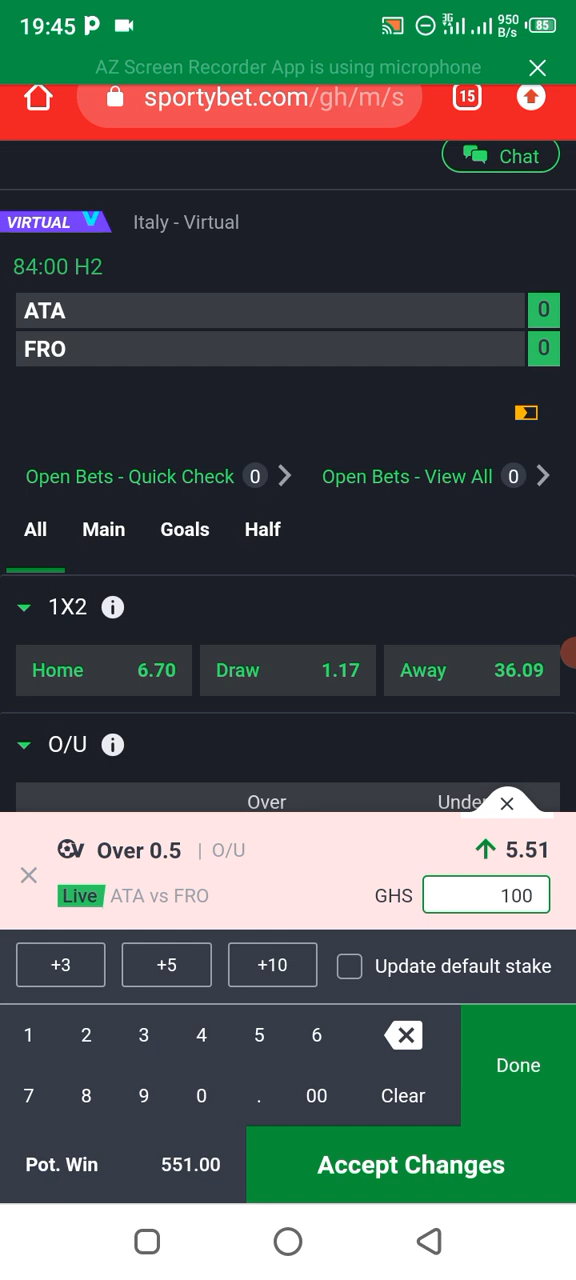 19:45 P 3G 950 B/s 85
AZ Screen Recorder App is using microphone
sportybet.com/gh/m/s 15
Chat
VIRTUAL V Italy - Virtual
84:00 H2
ATA 0
FRO 0
Open Bets - Quick Check 0 Open Bets - View All 0
All Main Goals Half
1X2
Home 6.70 Draw 1.17 Away 36.09
O/U
Over Unde
Over 0.5 | O/U 5.51
Live ATA vs FRO GHS 100
+3 +5 +10 Update default stake
1 2 3 4 5 6
Done
7 8 9 0 . 00 Clear
Pot. Win 551.00 Accept Changes